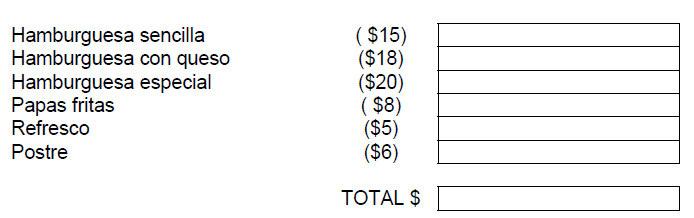 Hamburguesa sencilla ( $15)
Hamburguesa con queso ($18)
Hamburguesa especial ($20)
Papas fritas ( $8)
Refresco ($5)
Postre ($6)
TOTAL $